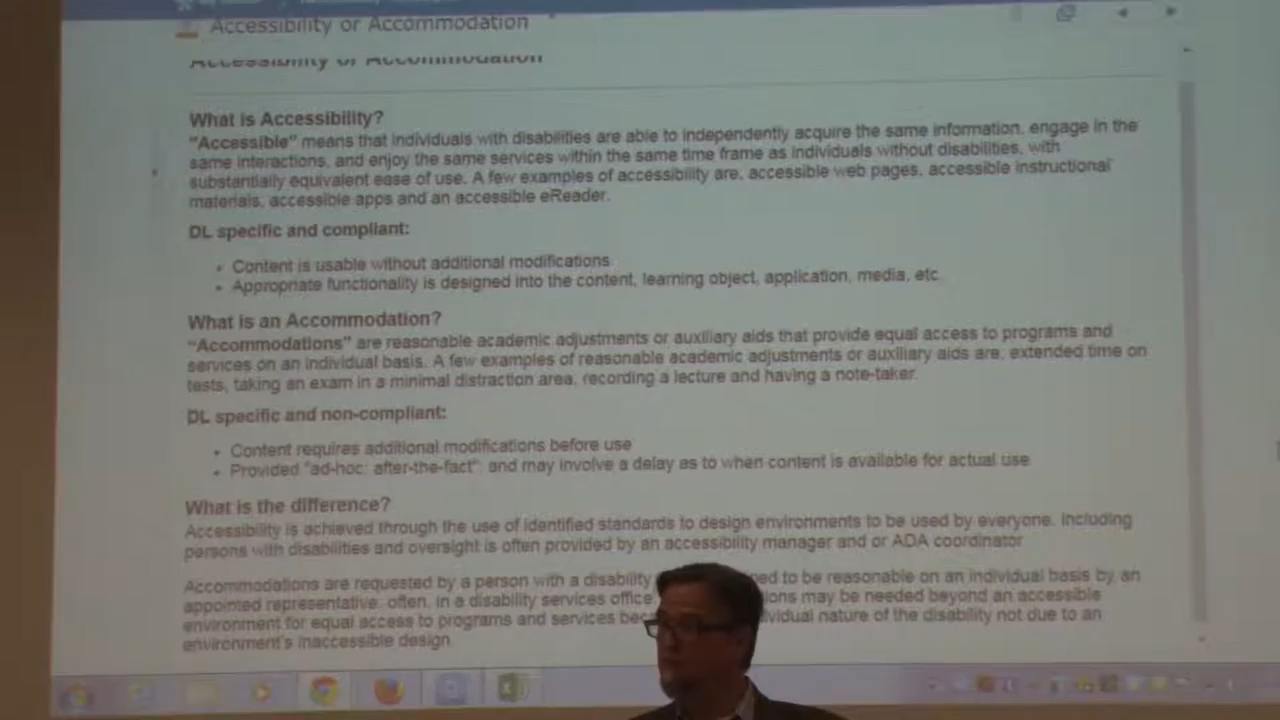 Accessibility or Accommodation
Accessibility or Accommodation
What is Accessibility?
"Accessible" means that individuals with disabilities are able to independently acquire the same information, engage in the
same interactions, and enjoy the same services within the same time frame as individuals without disabilities, with
substantially equivalent ease of use. A few examples of accessibility are, accessible web pages, accessible instructional
materials, accessible apps and an accessible eReader.
DL specific and compliant:
• Content is usable without additional modifications
• Appropriate functionality is designed into the content, learning object, application, media, etc.
What is an Accommodation?
"Accommodations" are reasonable academic adjustments or auxiliary aids that provide equal access to programs and
services on an individual basis. A few examples of reasonable academic adjustments or auxiliary aids are, extended time on
tests, taking an exam in a minimal distraction area, recording a lecture and having a note-taker.
DL specific and non-compliant:
• Content requires additional modifications before use
• Provided "ad-hoc, after-the-fact", and may involve a delay as to when content is available for actual use
What is the difference?
Accessibility is achieved through the use of identified standards to design environments to be used by everyone, including
persons with disabilities and oversight is often provided by an accessibility manager and or ADA coordinator
Accommodations are requested by a person with a disability ned to be reasonable on an individual basis by an
appointed representative, often, in a disability services office. ions may be needed beyond an accessible
environment for equal access to programs and services bec vidual nature of the disability not due to an
environment's inaccessible design.